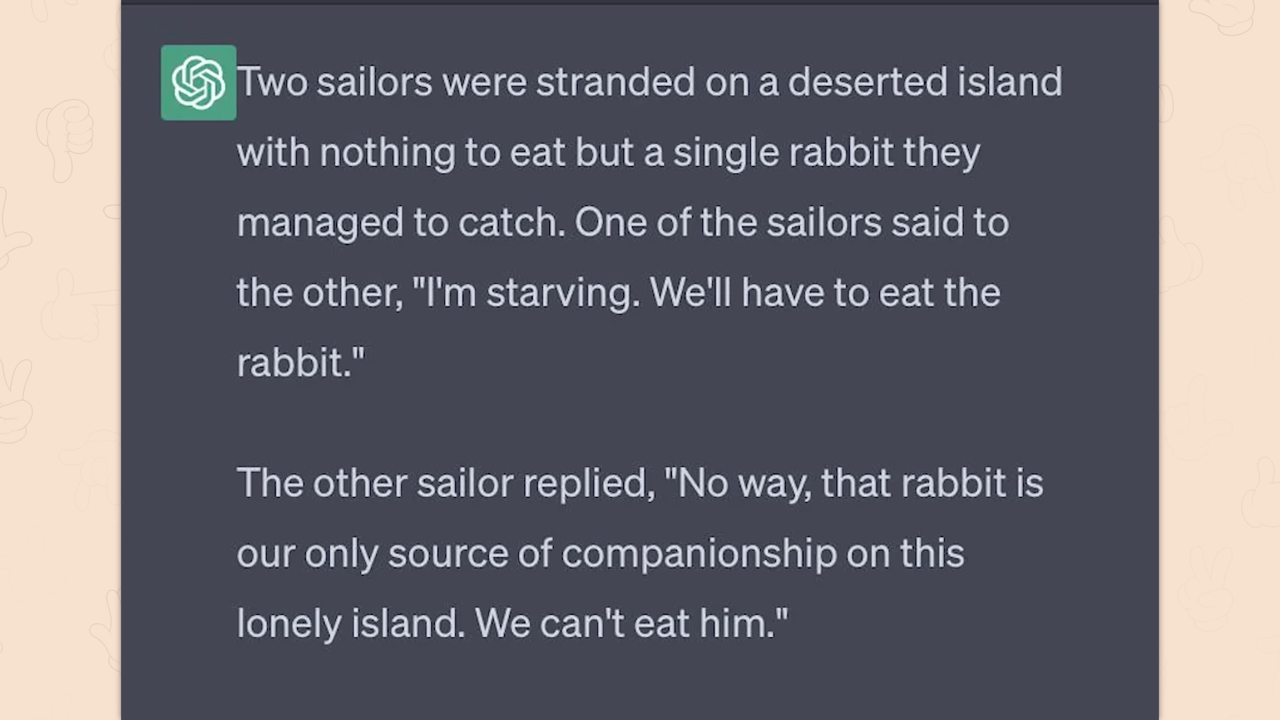 Two sailors were stranded on a deserted island
with nothing to eat but a single rabbit they
managed to catch. One of the sailors said to
the other, "I'm starving. We'll have to eat the
rabbit."
The other sailor replied, "No way, that rabbit is
our only source of companionship on this
lonely island. We can't eat him."